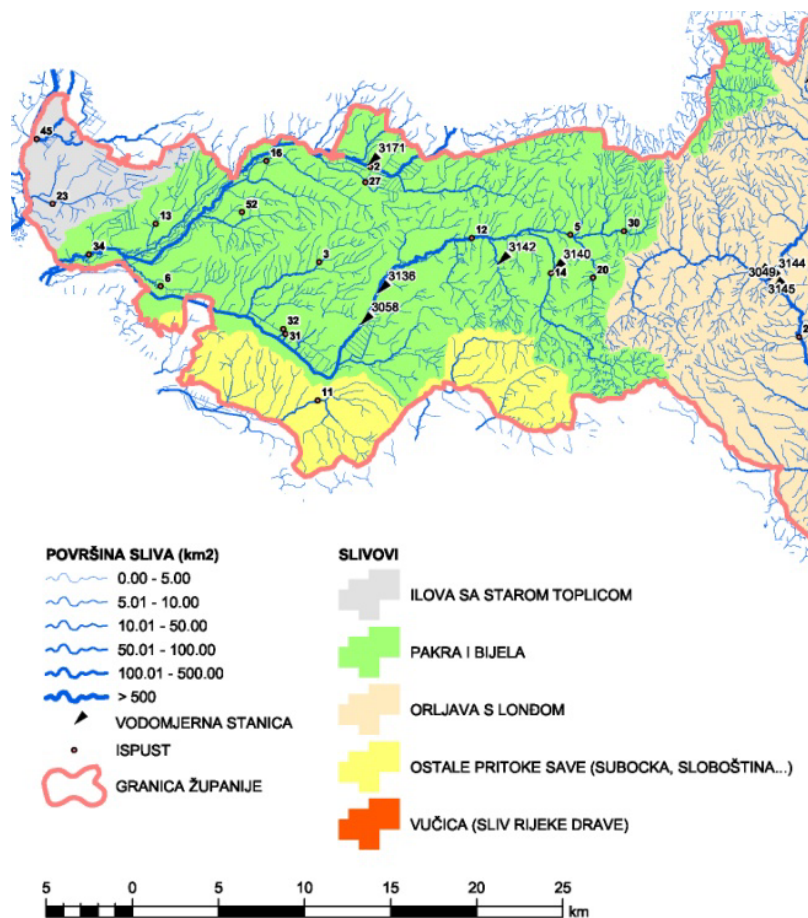 45
16
3171
32
27
23
52
13
12
5
30
34
3
3142
3140
14
20
3144
3049
3145
6
3136
3058
32
31
11
POVRŠINA SLIVA (km2)
0.00 - 5.00
5.01 - 10.00
10.01 - 50.00
50.01 - 100.00
100.01 - 500.00
> 500
VODOMJERNA STANICA
ISPUST
GRANICA ŽUPANIJE
SLIVOVI
ILOVA SA STAROM TOPLICOM
PAKRA I BIJELA
ORLJAVA S LONĐOM
OSTALE PRITOKE SAVE (SUBOCKA, SLOBOŠTINA...)
VUČICA (SLIV RIJEKE DRAVE)
5 0 5 10 15 20 25
km